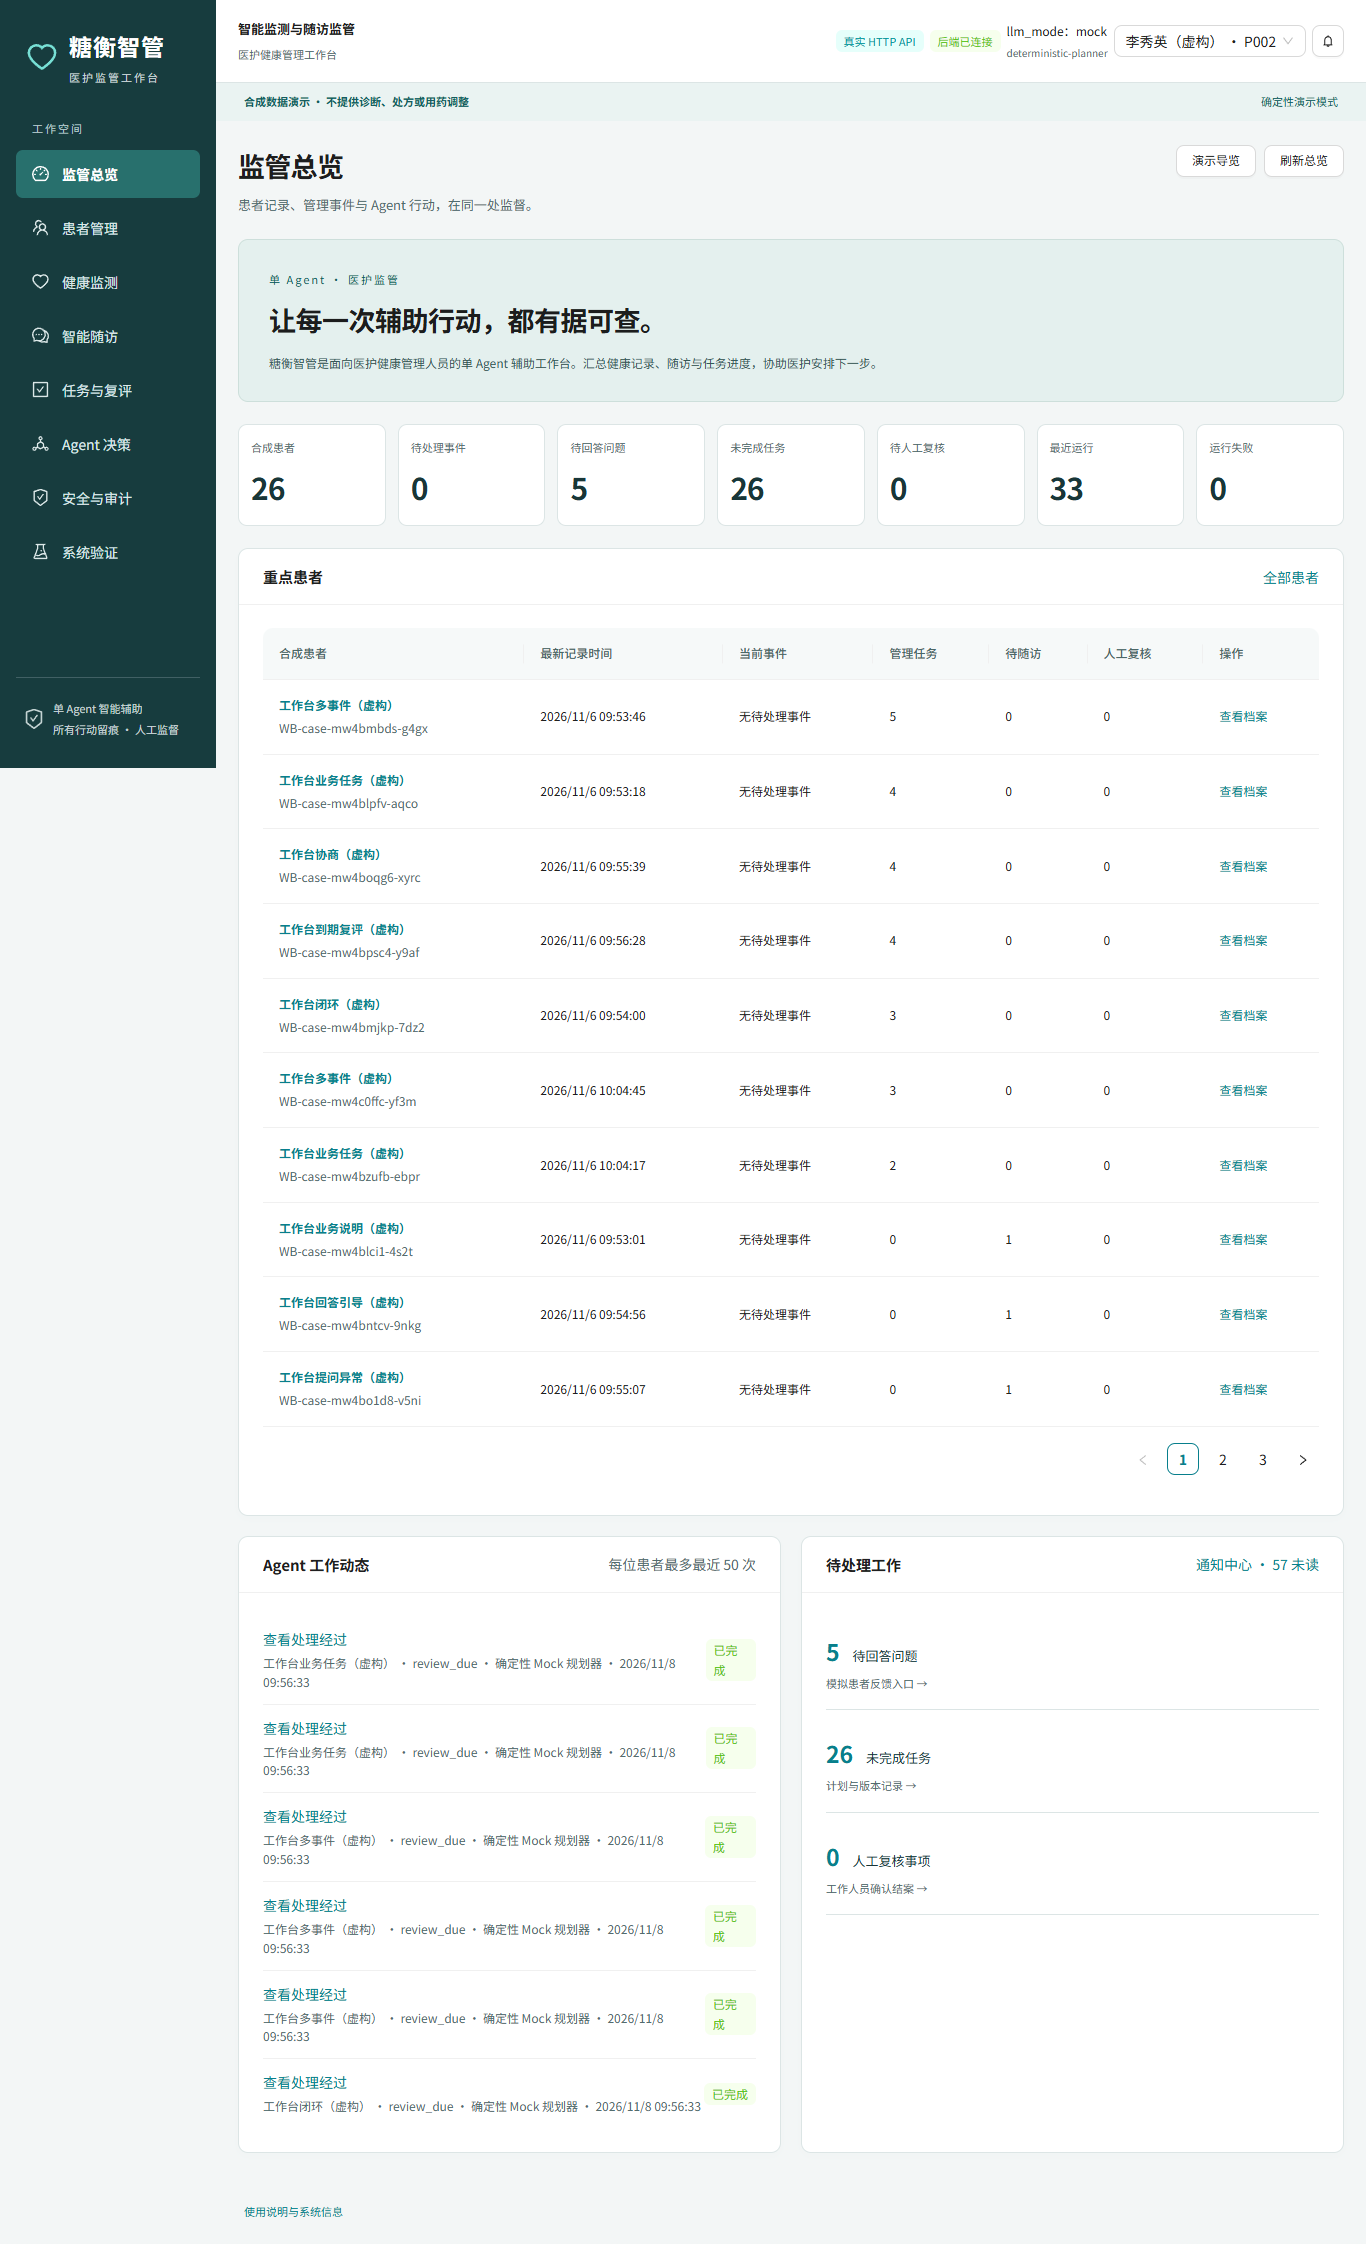 糖衡智管
医护监管工作台
工作空间
监管总览
患者管理
健康监测
智能随访
任务与复评
Agent 决策
安全与审计
系统验证
单 Agent 智能辅助
所有行动留痕 · 人工监督
智能监测与随访监管
医护健康管理工作台
真实 HTTP API
后端已连接
llm_mode：mock
deterministic-planner
李秀英（虚构） · P002
合成数据演示 · 不提供诊断、处方或用药调整
确定性演示模式
监管总览
患者记录、管理事件与 Agent 行动，在同一处监督。
演示导览
刷新总览
单 Agent · 医护监管
让每一次辅助行动，都有据可查。
糖衡智管是面向医护健康管理人员的单 Agent 辅助工作台。汇总健康记录、随访与任务进度，协助医护安排下一步。
合成患者
26
待处理事件
0
待回答问题
5
未完成任务
26
待人工复核
0
最近运行
33
运行失败
0
重点患者
全部患者
合成患者 最新记录时间 当前事件 管理任务 待随访 人工复核 操作
工作台多事件（虚构）
WB-case-mw4bmbds-g4gx
2026/11/6 09:53:46 无待处理事件 5 0 0 查看档案
工作台业务任务（虚构）
WB-case-mw4blpfv-aqco
2026/11/6 09:53:18 无待处理事件 4 0 0 查看档案
工作台协商（虚构）
WB-case-mw4boqg6-xyrc
2026/11/6 09:55:39 无待处理事件 4 0 0 查看档案
工作台到期复评（虚构）
WB-case-mw4bpsc4-y9af
2026/11/6 09:56:28 无待处理事件 4 0 0 查看档案
工作台闭环（虚构）
WB-case-mw4bmjkp-7dz2
2026/11/6 09:54:00 无待处理事件 3 0 0 查看档案
工作台多事件（虚构）
WB-case-mw4c0ffc-yf3m
2026/11/6 10:04:45 无待处理事件 3 0 0 查看档案
工作台业务任务（虚构）
WB-case-mw4bzufb-ebpr
2026/11/6 10:04:17 无待处理事件 2 0 0 查看档案
工作台业务说明（虚构）
WB-case-mw4blci1-4s2t
2026/11/6 09:53:01 无待处理事件 0 1 0 查看档案
工作台回答引导（虚构）
WB-case-mw4bntcv-9nkg
2026/11/6 09:54:56 无待处理事件 0 1 0 查看档案
工作台提问异常（虚构）
WB-case-mw4bo1d8-v5ni
2026/11/6 09:55:07 无待处理事件 0 1 0 查看档案
1 2 3
Agent 工作动态
每位患者最多最近 50 次
查看处理经过
工作台业务任务（虚构） · review_due · 确定性 Mock 规划器 · 2026/11/8
09:56:33
已完
成
查看处理经过
工作台业务任务（虚构） · review_due · 确定性 Mock 规划器 · 2026/11/8
09:56:33
已完
成
查看处理经过
工作台多事件（虚构） · review_due · 确定性 Mock 规划器 · 2026/11/8
09:56:33
已完
成
查看处理经过
工作台多事件（虚构） · review_due · 确定性 Mock 规划器 · 2026/11/8
09:56:33
已完
成
查看处理经过
工作台多事件（虚构） · review_due · 确定性 Mock 规划器 · 2026/11/8
09:56:33
已完
成
查看处理经过
工作台闭环（虚构） · review_due · 确定性 Mock 规划器 · 2026/11/8 09:56:33
已完成
待处理工作
通知中心 · 57 未读
5 待回答问题
模拟患者反馈入口 →
26 未完成任务
计划与版本记录 →
0 人工复核事项
工作人员确认结案 →
使用说明与系统信息